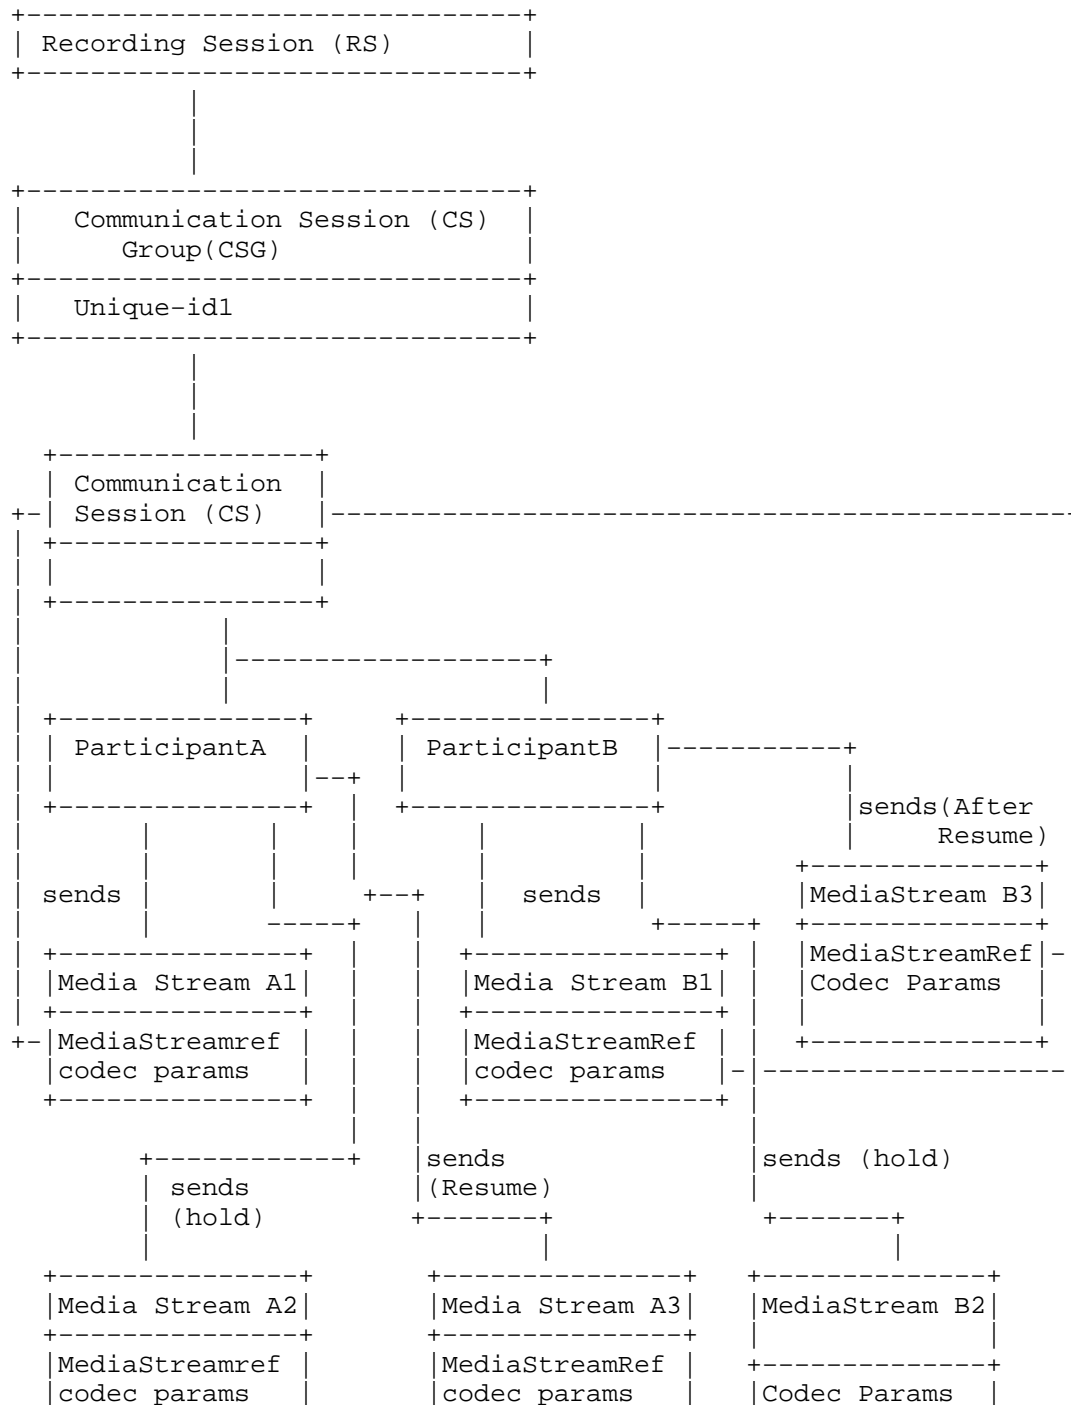 Recording Session (RS)
Communication Session (CS)
Group(CSG)
Unique-id1
Communication
Session (CS)
ParticipantA
ParticipantB
sends(After
Resume)
sends
sends
MediaStream B3
MediaStreamRef
Codec Params
Media Stream A1
Media Stream B1
MediaStreamref
codec params
MediaStreamRef
codec params
sends
(hold)
sends
(Resume)
sends (hold)
Media Stream A2
Media Stream A3
MediaStream B2
MediaStreamref
codec params
MediaStreamRef
codec params
Codec Params